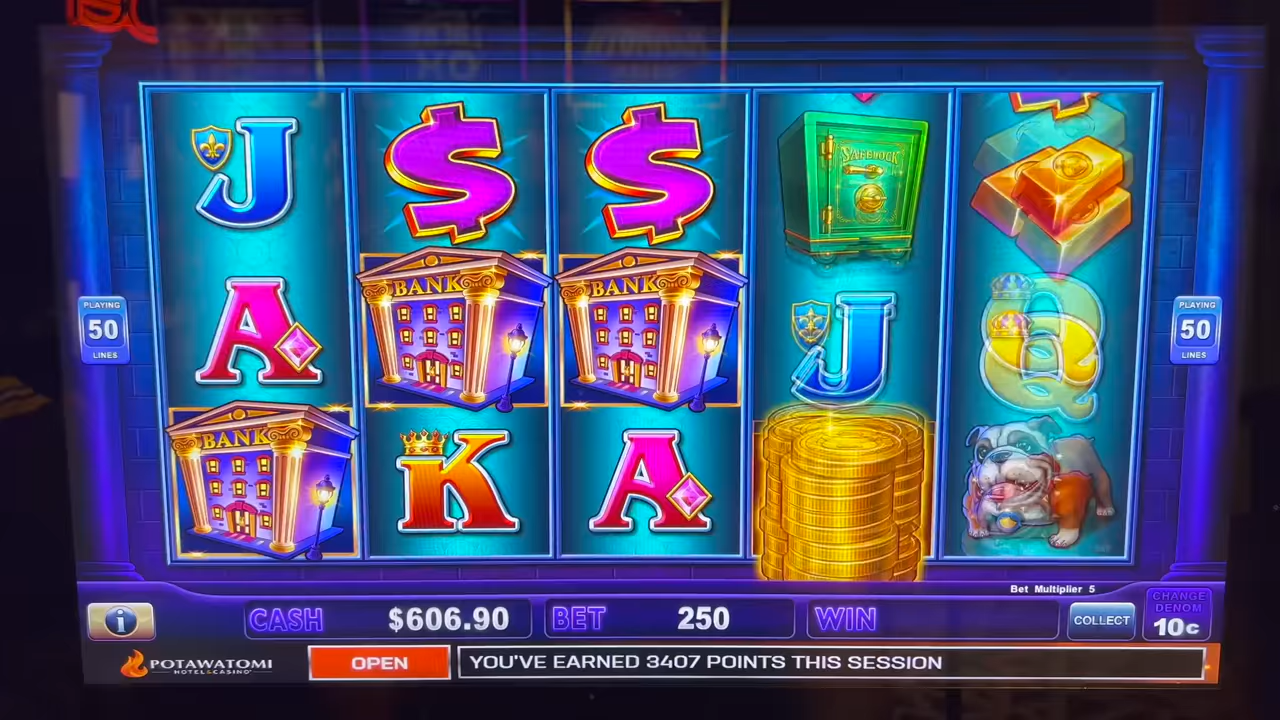 J
$
$
SAFELOCK
A
BANK
BANK
J
Q
BANK
K
A
PLAYING
50
LINES
PLAYING
50
LINES
Bet Multiplier 5
CASH $606.90
BET 250
WIN
COLLECT
CHANGE
DENOM
10¢
POTAWATOMI
HOTEL & CASINO
OPEN
YOU'VE EARNED 3407 POINTS THIS SESSION